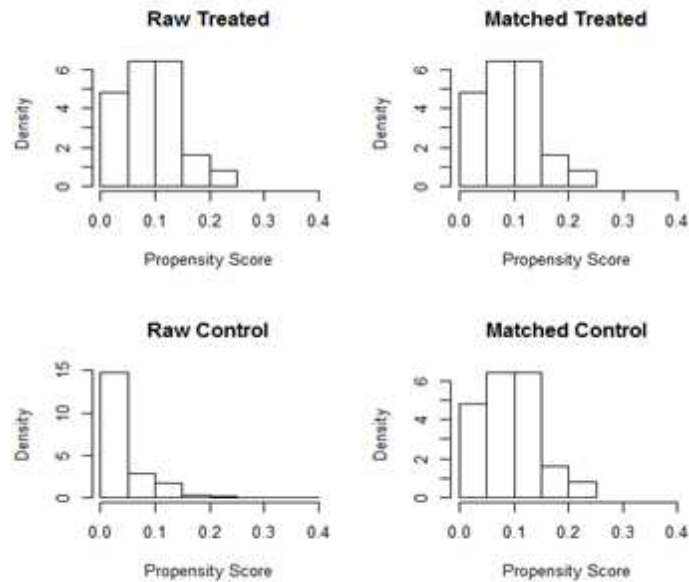 Raw Treated
Density
0 2 4 6
0.0 0.1 0.2 0.3 0.4
Propensity Score
Matched Treated
Density
0 2 4 6
0.0 0.1 0.2 0.3 0.4
Propensity Score
Raw Control
Density
0 5 10 15
0.0 0.1 0.2 0.3 0.4
Propensity Score
Matched Control
Density
0 2 4 6
0.0 0.1 0.2 0.3 0.4
Propensity Score